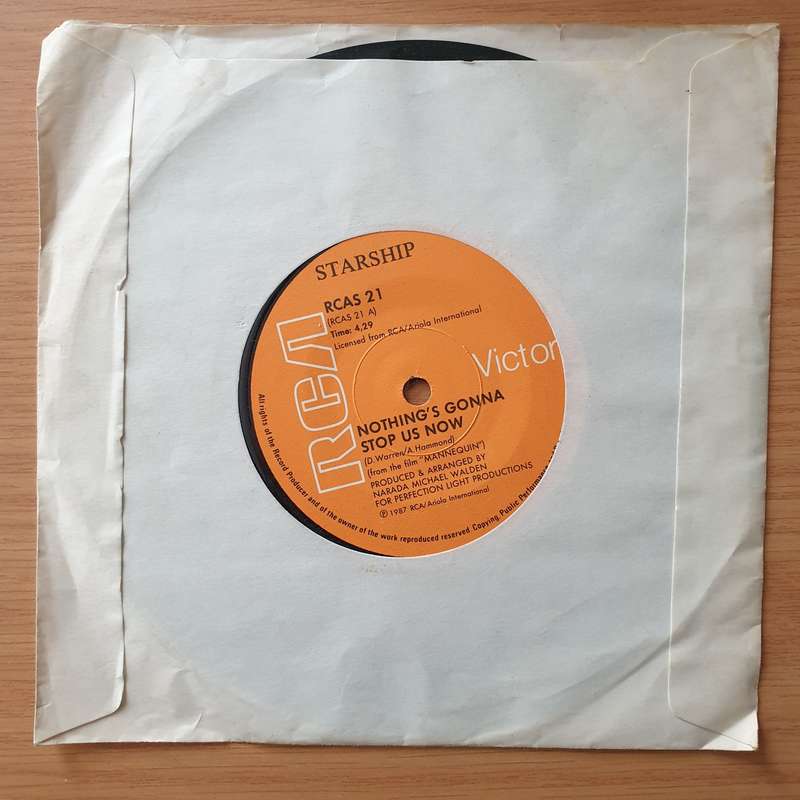 STARSHIP
RCAS 21
(RCAS 21 A)
Time: 4,29
Licensed from RCA/Ariola International
RCA
Victor
NOTHING'S GONNA
STOP US NOW
(D.Warren/A.Hammond)
(from the film "MANNEQUIN")
PRODUCED & ARRANGED BY
NARADA MICHAEL WALDEN
FOR PERFECTION LIGHT PRODUCTIONS
℗ 1987 RCA/Ariola International
All rights of the Record Producer and of the owner of the work reproduced reserved Copying, Public